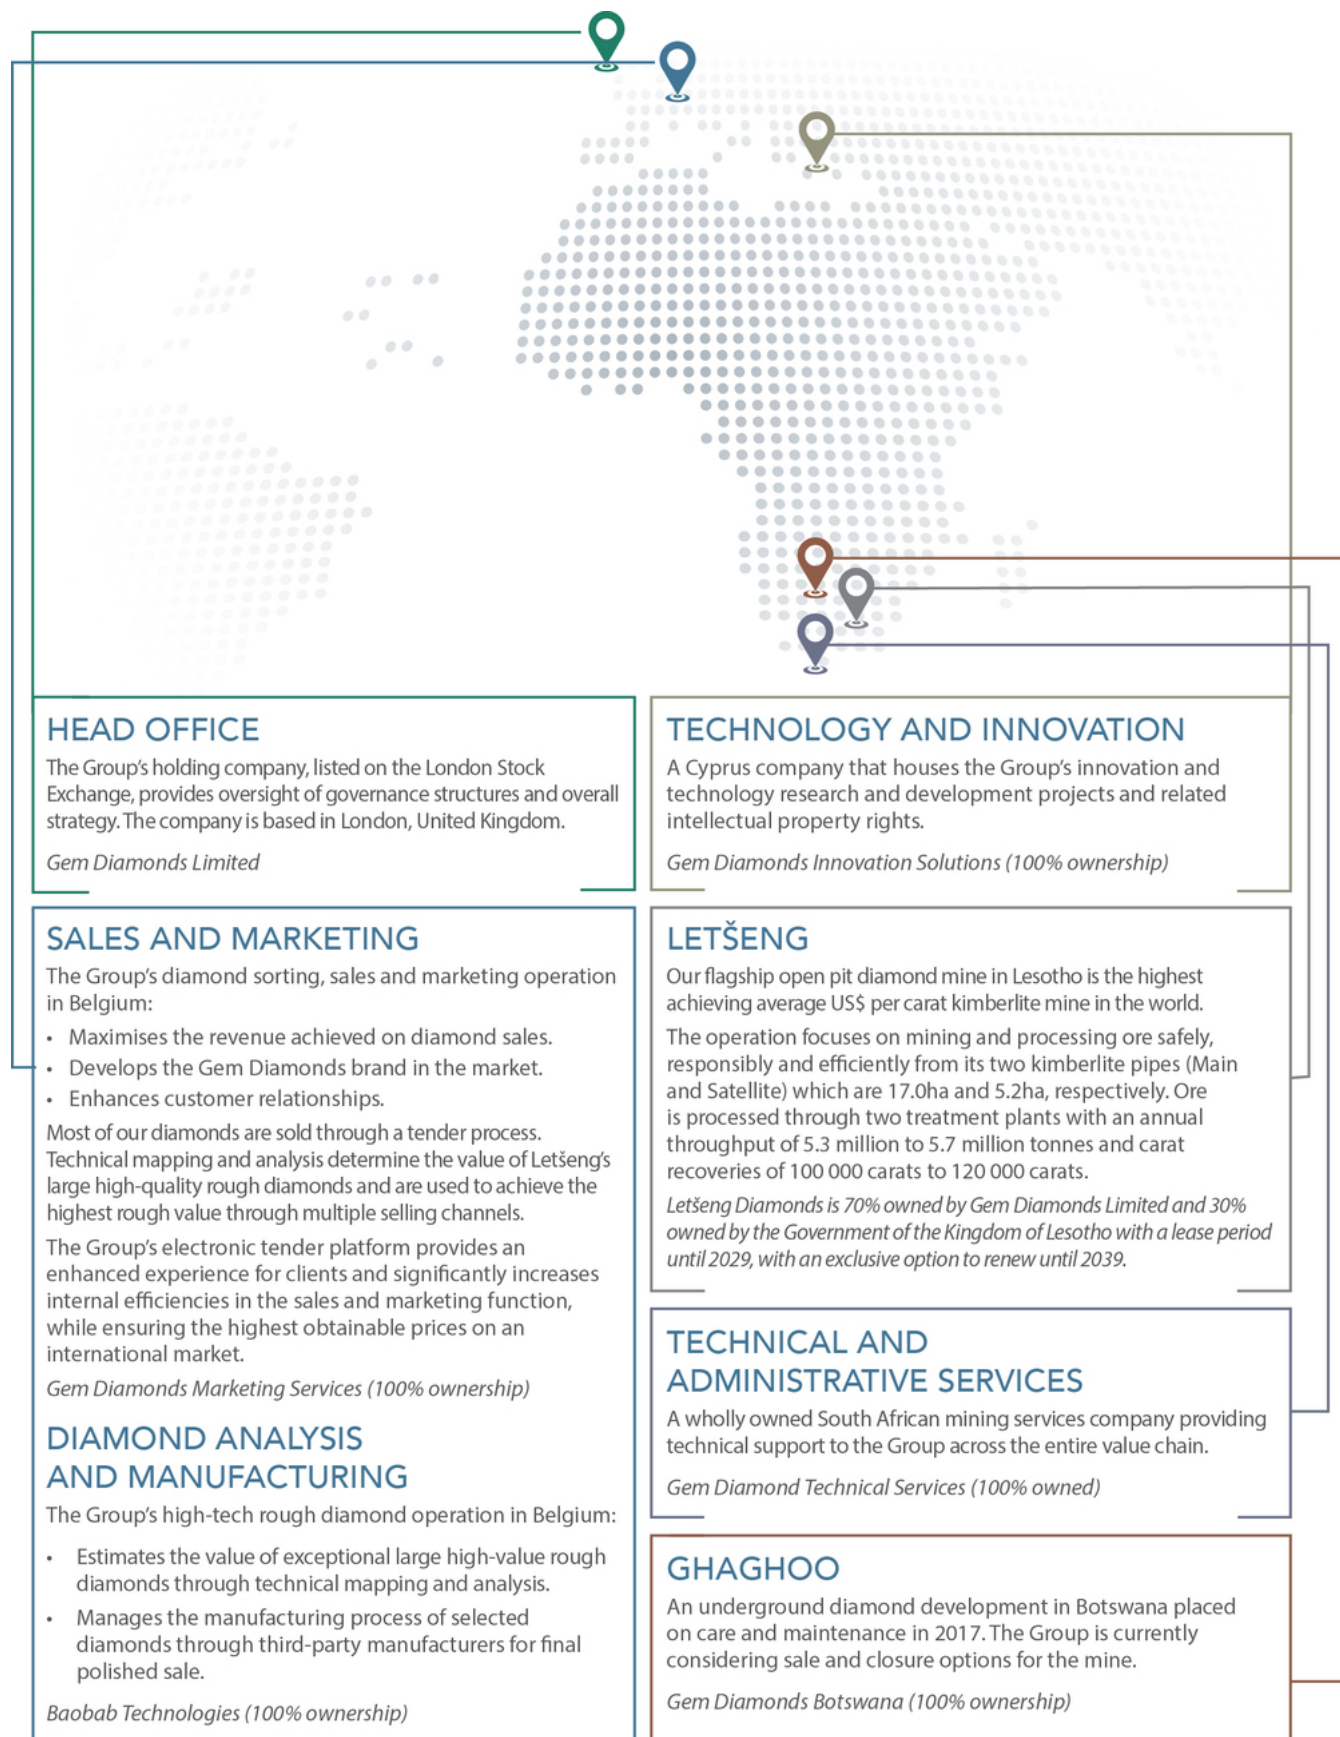 HEAD OFFICE
The Group's holding company, listed on the London Stock
Exchange, provides oversight of governance structures and overall
strategy. The company is based in London, United Kingdom.
Gem Diamonds Limited
SALES AND MARKETING
The Group's diamond sorting, sales and marketing operation
in Belgium:
• Maximises the revenue achieved on diamond sales.
• Develops the Gem Diamonds brand in the market.
• Enhances customer relationships.
Most of our diamonds are sold through a tender process.
Technical mapping and analysis determine the value of Letšeng's
large high-quality rough diamonds and are used to achieve the
highest rough value through multiple selling channels.
The Group's electronic tender platform provides an
enhanced experience for clients and significantly increases
internal efficiencies in the sales and marketing function,
while ensuring the highest obtainable prices on an
international market.
Gem Diamonds Marketing Services (100% ownership)
DIAMOND ANALYSIS
AND MANUFACTURING
The Group's high-tech rough diamond operation in Belgium:
• Estimates the value of exceptional large high-value rough
diamonds through technical mapping and analysis.
• Manages the manufacturing process of selected
diamonds through third-party manufacturers for final
polished sale.
Baobab Technologies (100% ownership)
TECHNOLOGY AND INNOVATION
A Cyprus company that houses the Group's innovation and
technology research and development projects and related
intellectual property rights.
Gem Diamonds Innovation Solutions (100% ownership)
LETŠENG
Our flagship open pit diamond mine in Lesotho is the highest
achieving average US$ per carat kimberlite mine in the world.
The operation focuses on mining and processing ore safely,
responsibly and efficiently from its two kimberlite pipes (Main
and Satellite) which are 17.0ha and 5.2ha, respectively. Ore
is processed through two treatment plants with an annual
throughput of 5.3 million to 5.7 million tonnes and carat
recoveries of 100 000 carats to 120 000 carats.
Letšeng Diamonds is 70% owned by Gem Diamonds Limited and 30%
owned by the Government of the Kingdom of Lesotho with a lease period
until 2029, with an exclusive option to renew until 2039.
TECHNICAL AND
ADMINISTRATIVE SERVICES
A wholly owned South African mining services company providing
technical support to the Group across the entire value chain.
Gem Diamond Technical Services (100% owned)
GHAGHOO
An underground diamond development in Botswana placed
on care and maintenance in 2017. The Group is currently
considering sale and closure options for the mine.
Gem Diamonds Botswana (100% ownership)